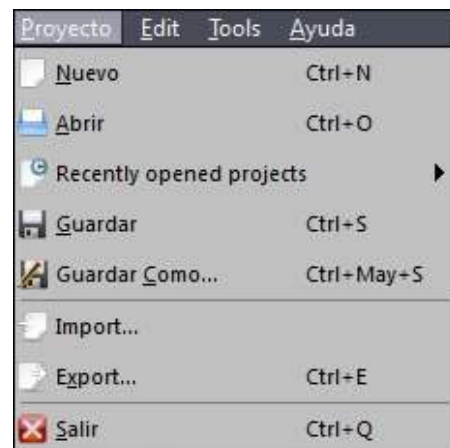 Proyecto Edit Tools Ayuda
Nuevo Ctrl+N
Abrir Ctrl+O
Recently opened projects
Guardar Ctrl+S
Guardar Como... Ctrl+May+S
Import...
Export... Ctrl+E
Salir Ctrl+Q